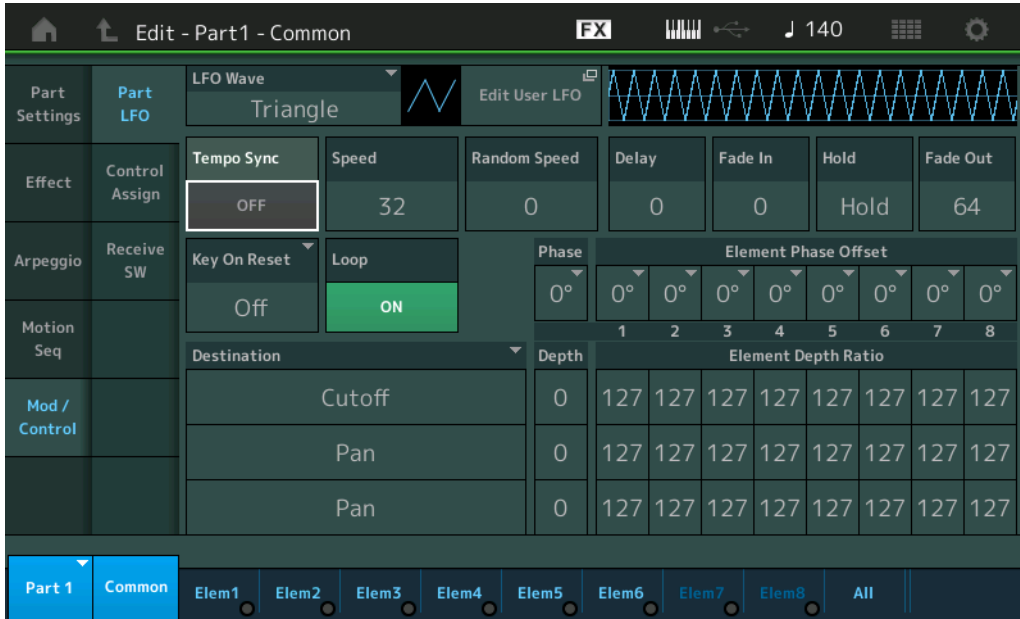 Edit - Part1 - Common FX ♩ 140
Part Settings
Effect
Arpeggio
Motion Seq
Mod / Control
Part LFO
Control Assign
Receive SW
LFO Wave
Triangle
Edit User LFO
Tempo Sync Speed Random Speed Delay Fade In Hold Fade Out
OFF 32 0 0 0 Hold 64
Key On Reset Loop Phase Element Phase Offset
Off ON 0° 0° 0° 0° 0° 0° 0° 0° 0°
1 2 3 4 5 6 7 8
Destination Depth Element Depth Ratio
Cutoff 0 127 127 127 127 127 127 127 127
Pan 0 127 127 127 127 127 127 127 127
Pan 0 127 127 127 127 127 127 127 127
Part 1 Common Elem1 Elem2 Elem3 Elem4 Elem5 Elem6 Elem7 Elem8 All